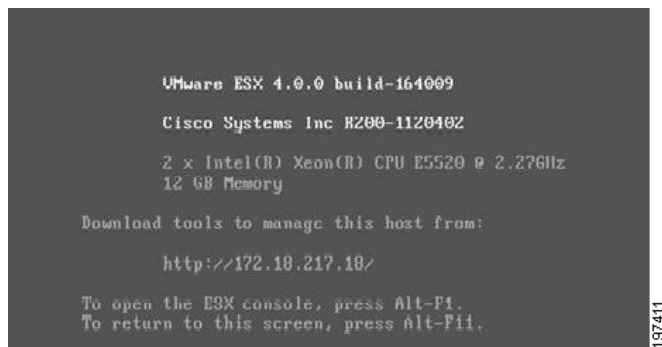 VMware ESX 4.0.0 build-164009
Cisco Systems Inc R200-1120402
2 x Intel(R) Xeon(R) CPU E5520 @ 2.27GHz
12 GB Memory
Download tools to manage this host from:
http://172.18.217.18/
To open the ESX console, press Alt-F1.
To return to this screen, press Alt-F11.
197411